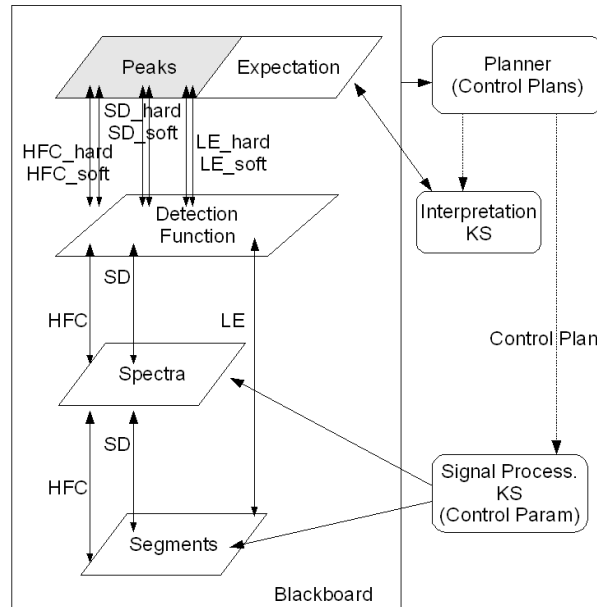 Peaks
Expectation
Planner
(Control Plans)
SD_hard
SD_soft
HFC_hard
HFC_soft
LE_hard
LE_soft
Interpretation
KS
Detection
Function
SD
HFC
LE
Control Plan
Spectra
SD
HFC
Signal Process.
KS
(Control Param)
Segments
Blackboard